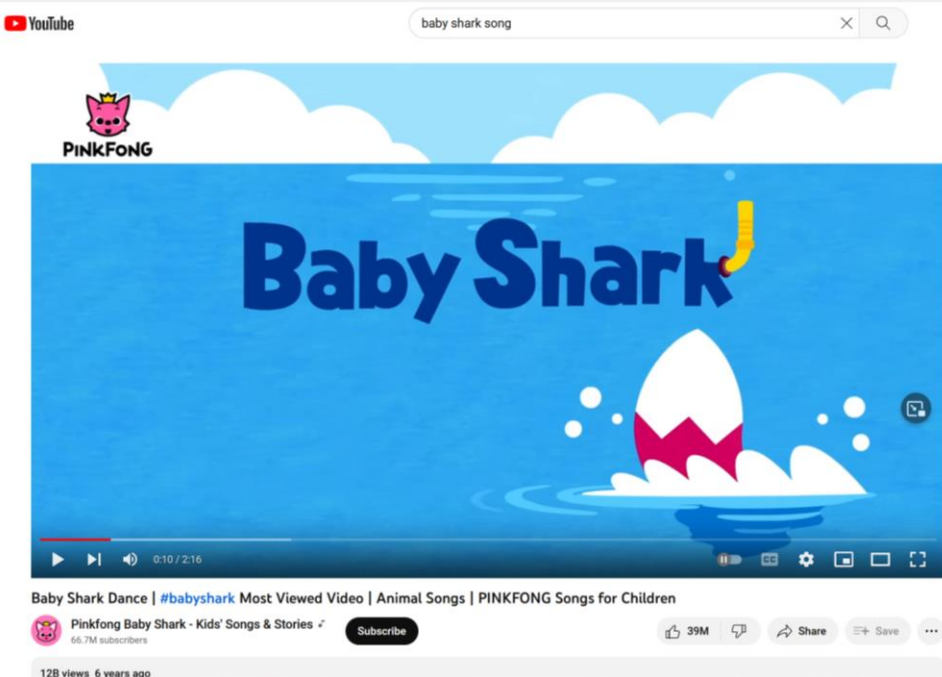 YouTube
baby shark song
PINKFONG
Baby Shark
0:10 / 2:16
CC
Baby Shark Dance | #babyshark Most Viewed Video | Animal Songs | PINKFONG Songs for Children
Pinkfong Baby Shark - Kids' Songs & Stories
66.7M subscribers
Subscribe
39M
Share
Save
12B views 6 years ago